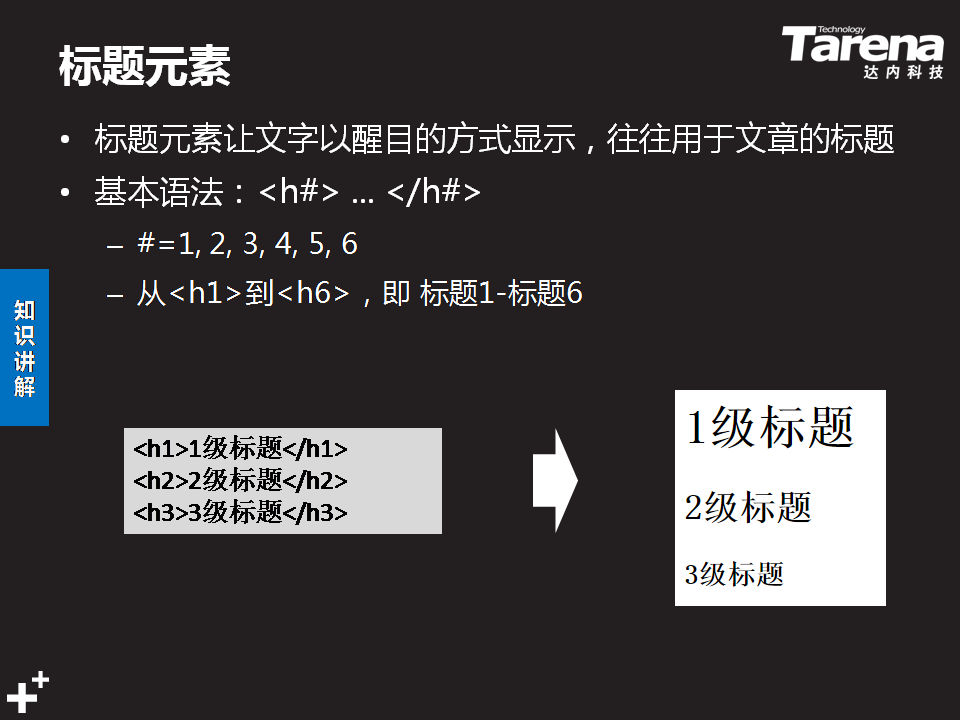 标题元素
Technology
Tarena
达内科技
• 标题元素让文字以醒目的方式显示，往往用于文章的标题
• 基本语法：<h#> ... </h#>
– #=1, 2, 3, 4, 5, 6
– 从<h1>到<h6>，即 标题1-标题6
知识讲解
<h1>1级标题</h1>
<h2>2级标题</h2>
<h3>3级标题</h3>
1级标题
2级标题
3级标题